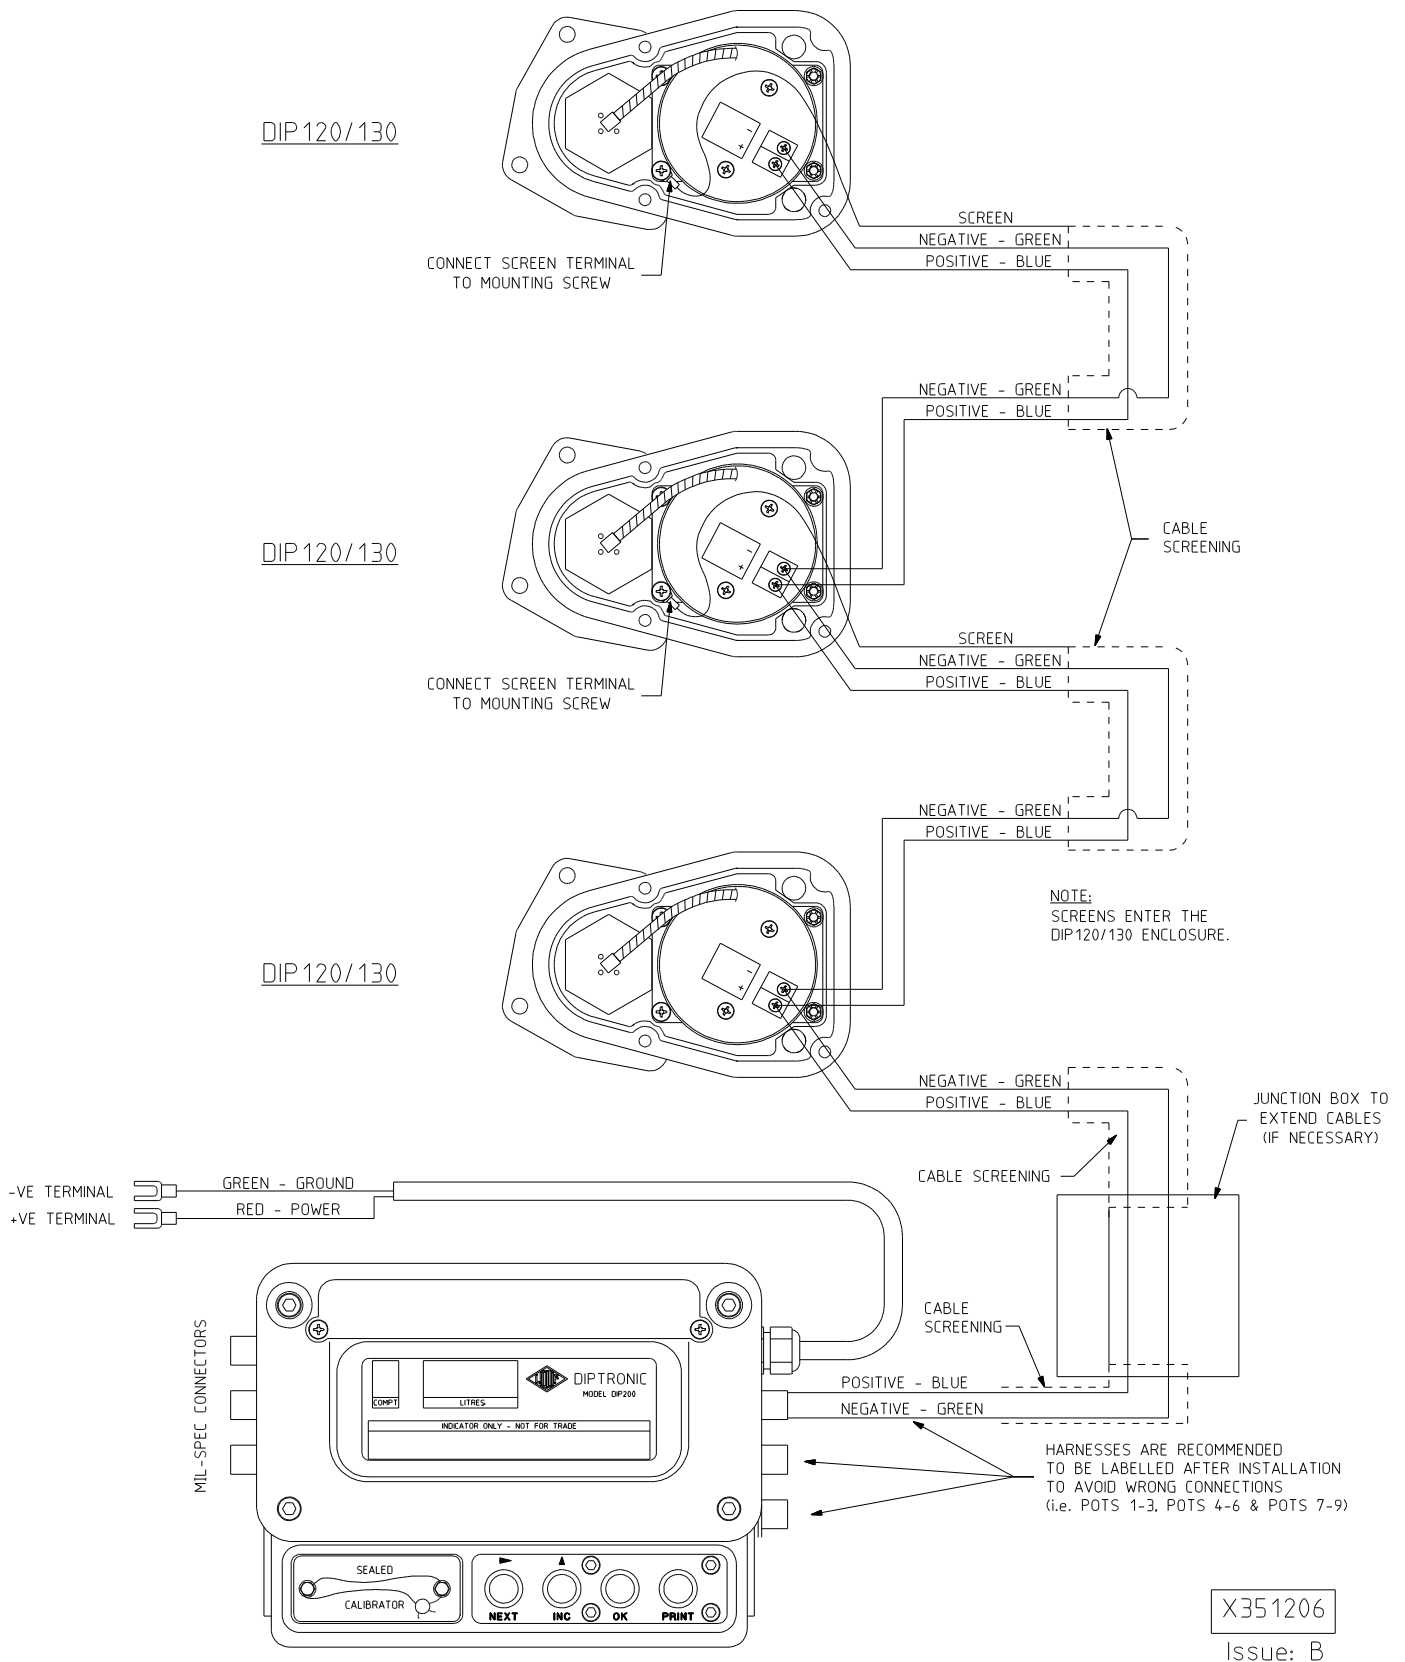 DIP120/130
SCREEN
NEGATIVE - GREEN
POSITIVE - BLUE
CONNECT SCREEN TERMINAL
TO MOUNTING SCREW
- +
NEGATIVE - GREEN
POSITIVE - BLUE
CABLE
SCREENING
DIP120/130
- +
SCREEN
NEGATIVE - GREEN
POSITIVE - BLUE
CONNECT SCREEN TERMINAL
TO MOUNTING SCREW
NEGATIVE - GREEN
POSITIVE - BLUE
NOTE:
SCREENS ENTER THE
DIP120/130 ENCLOSURE.
DIP120/130
- +
NEGATIVE - GREEN
POSITIVE - BLUE
JUNCTION BOX TO
EXTEND CABLES
(IF NECESSARY)
CABLE SCREENING
GREEN - GROUND
-VE TERMINAL
RED - POWER
+VE TERMINAL
CABLE
SCREENING
MIL-SPEC CONNECTORS
POSITIVE - BLUE
NEGATIVE - GREEN
DIPTRONIC
MODEL DIP200
COMPT
LITRES
INDICATOR ONLY - NOT FOR TRADE
HARNESSES ARE RECOMMENDED
TO BE LABELLED AFTER INSTALLATION
TO AVOID WRONG CONNECTIONS
(i.e. POTS 1-3, POTS 4-6 & POTS 7-9)
SEALED
CALIBRATOR
NEXT
INC
OK
PRINT
X351206
Issue: B